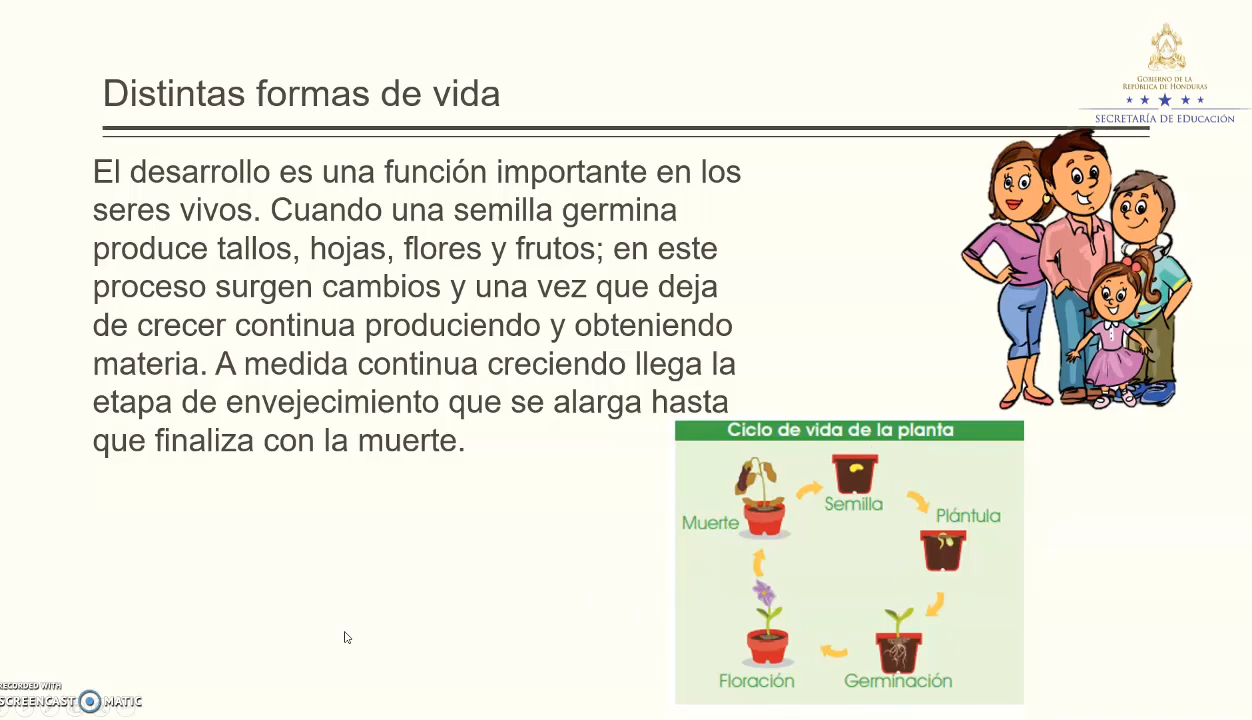 Distintas formas de vida
GOBIERNO DE LA
REPÚBLICA DE HONDURAS
SECRETARÍA DE EDUCACIÓN
El desarrollo es una función importante en los
seres vivos. Cuando una semilla germina
produce tallos, hojas, flores y frutos; en este
proceso surgen cambios y una vez que deja
de crecer continua produciendo y obteniendo
materia. A medida continua creciendo llega la
etapa de envejecimiento que se alarga hasta
que finaliza con la muerte.
Ciclo de vida de la planta
Semilla
Plántula
Muerte
Floración
Germinación
RECORDED WITH
SCREENCAST MATIC